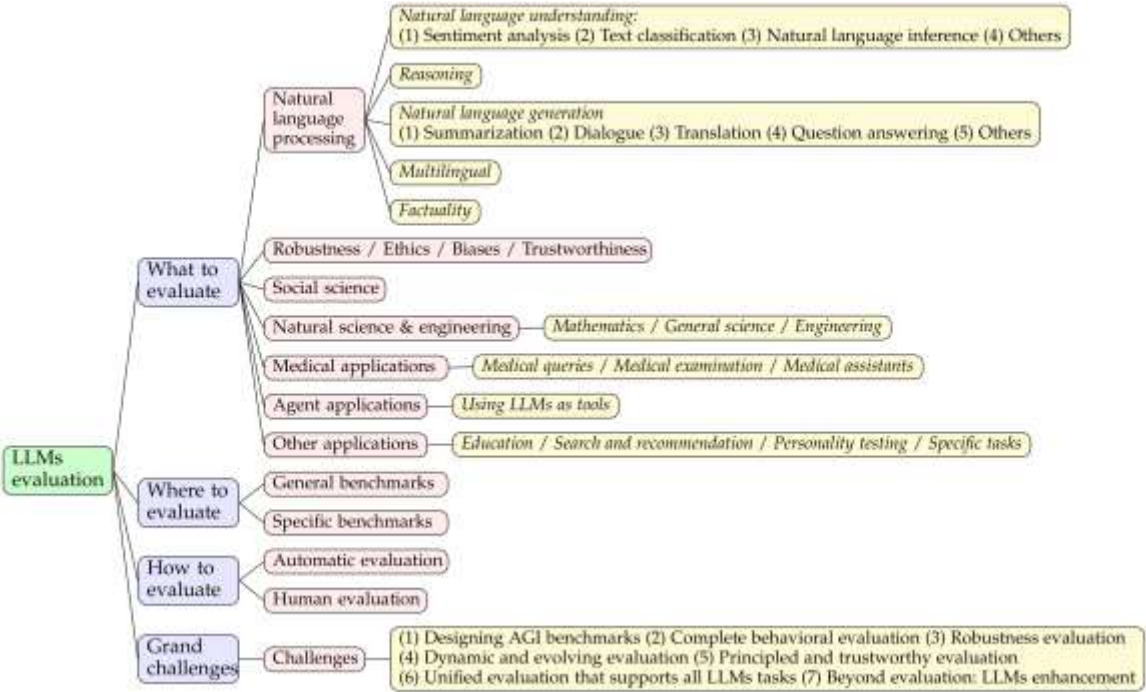 Natural language understanding:
(1) Sentiment analysis (2) Text classification (3) Natural language inference (4) Others
Reasoning
Natural
language
processing
Natural language generation
(1) Summarization (2) Dialogue (3) Translation (4) Question answering (5) Others
Multilingual
Factuality
What to
evaluate
Robustness / Ethics / Biases / Trustworthiness
Social science
Natural science & engineering
Mathematics / General science / Engineering
Medical applications
Medical queries / Medical examination / Medical assistants
Agent applications
Using LLMs as tools
Other applications
Education / Search and recommendation / Personality testing / Specific tasks
LLMs
evaluation
Where to
evaluate
General benchmarks
Specific benchmarks
How to
evaluate
Automatic evaluation
Human evaluation
Grand
challenges
Challenges
(1) Designing AGI benchmarks (2) Complete behavioral evaluation (3) Robustness evaluation
(4) Dynamic and evolving evaluation (5) Principled and trustworthy evaluation
(6) Unified evaluation that supports all LLMs tasks (7) Beyond evaluation: LLMs enhancement